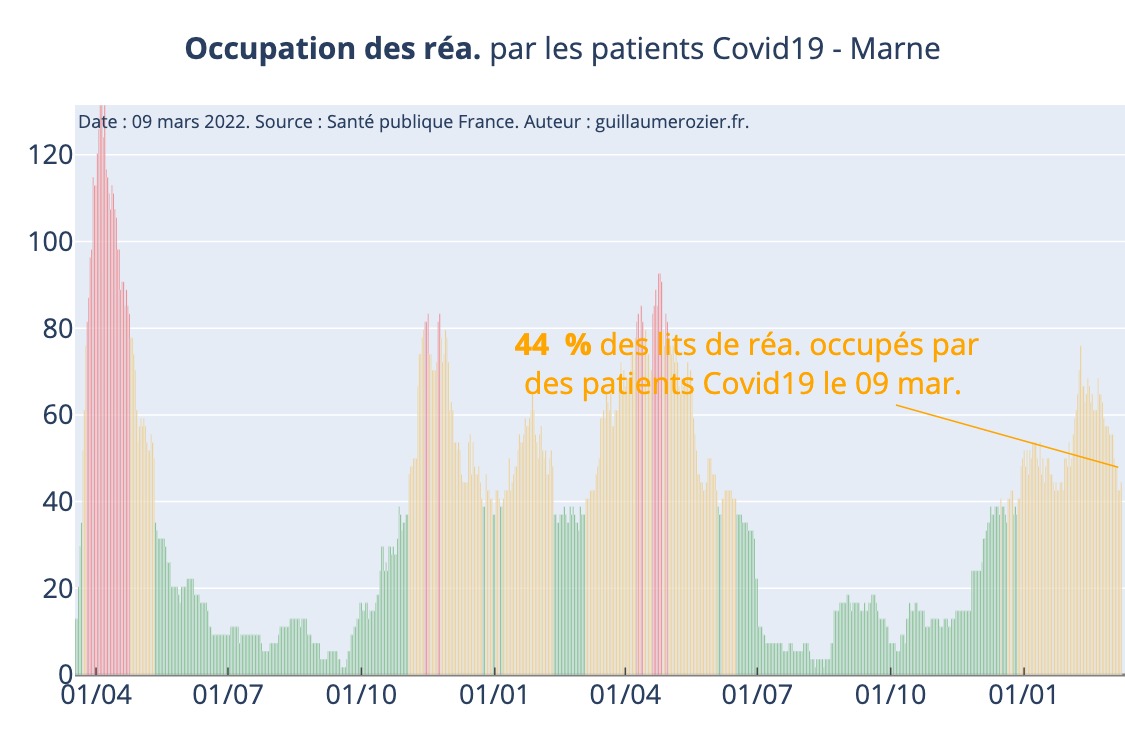 Occupation des réa. par les patients Covid19 - Marne
Date : 09 mars 2022. Source : Santé publique France. Auteur : guillaumerozier.fr.
120
100
80
60
40
20
0
44 % des lits de réa. occupés par
des patients Covid19 le 09 mar.
01/04 01/07 01/10 01/01 01/04 01/07 01/10 01/01